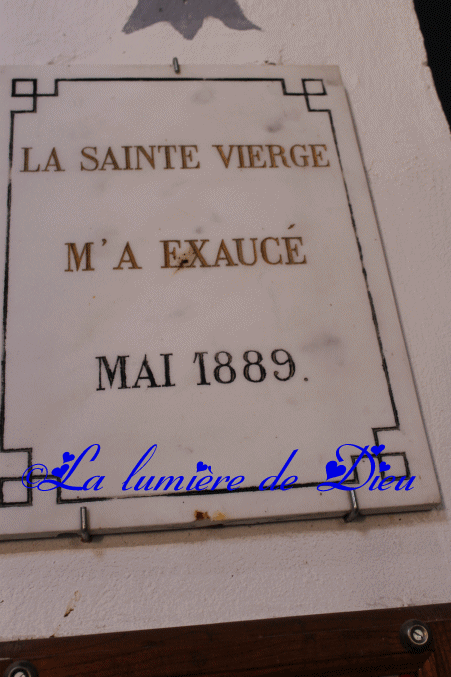 LA SAINTE VIERGE
M'A EXAUCÉ
MAI 1889.
©La lumière de Dieu